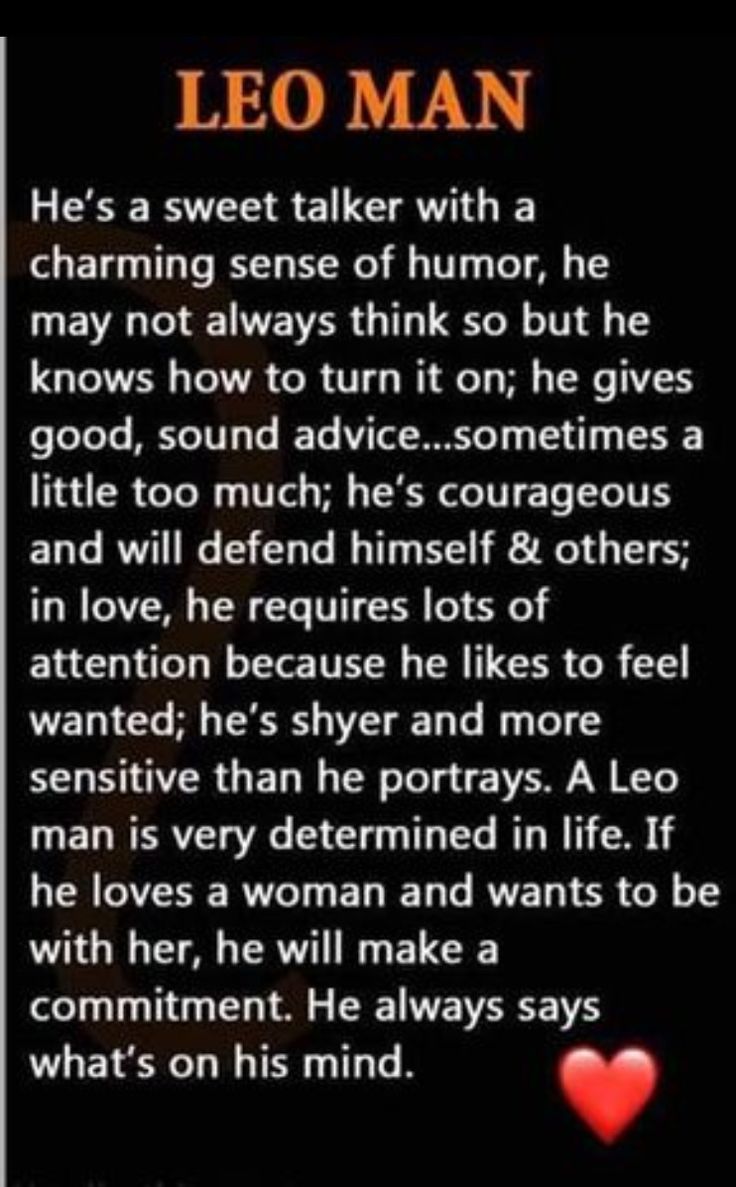 LEO MAN
He's a sweet talker with a
charming sense of humor, he
may not always think so but he
knows how to turn it on; he gives
good, sound advice...sometimes a
little too much; he's courageous
and will defend himself & others;
in love, he requires lots of
attention because he likes to feel
wanted; he's shyer and more
sensitive than he portrays. A Leo
man is very determined in life. If
he loves a woman and wants to be
with her, he will make a
commitment. He always says
what's on his mind.